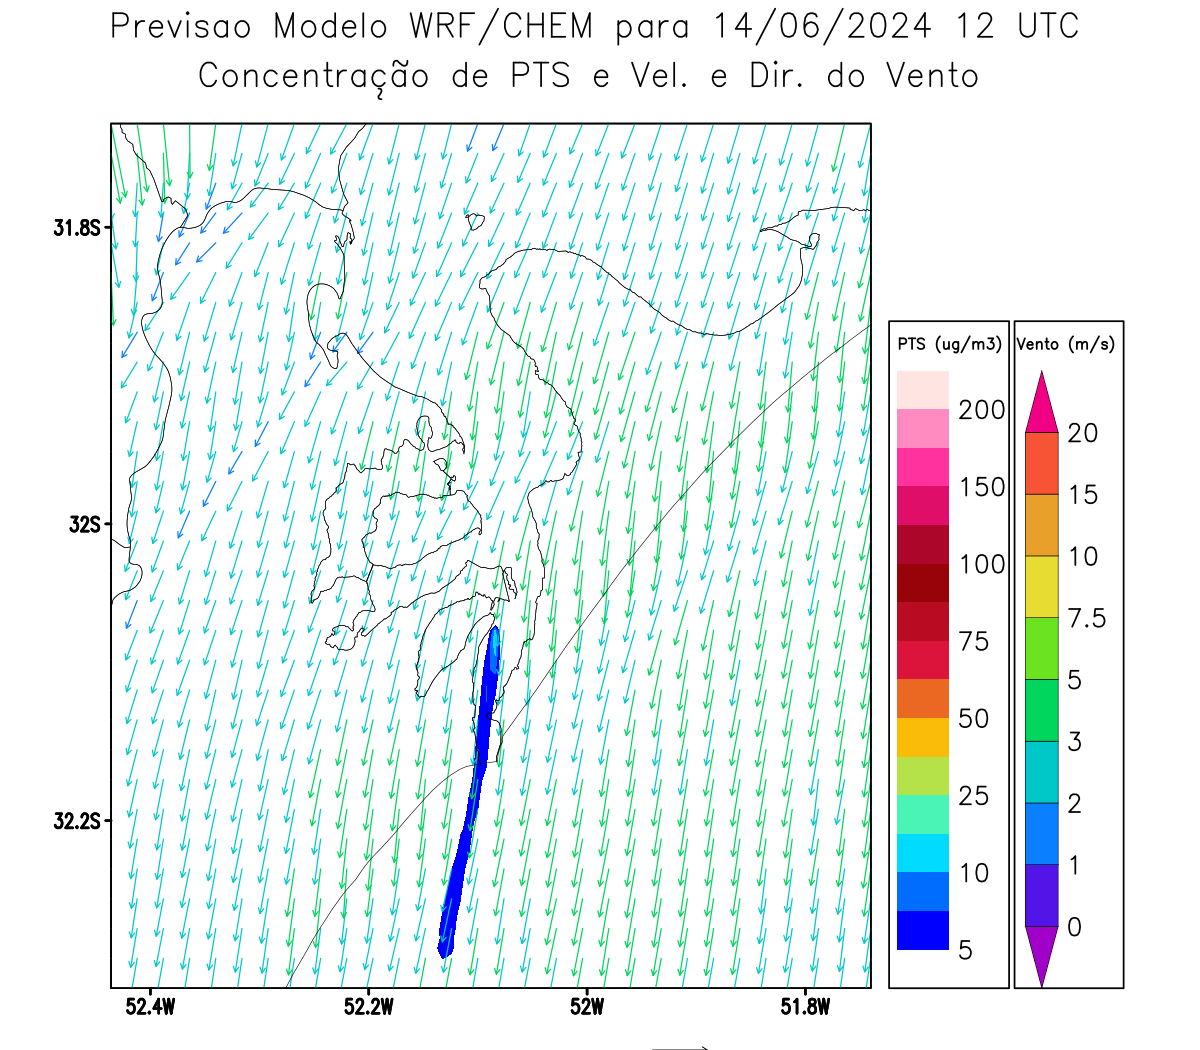 Previsao Modelo WRF/CHEM para 14/06/2024 12 UTC
Concentração de PTS e Vel. e Dir. do Vento
31.8S
32S
32.2S
52.4W 52.2W 52W 51.8W
PTS (ug/m3)
200
150
100
75
50
25
10
5
Vento (m/s)
20
15
10
7.5
5
3
2
1
0